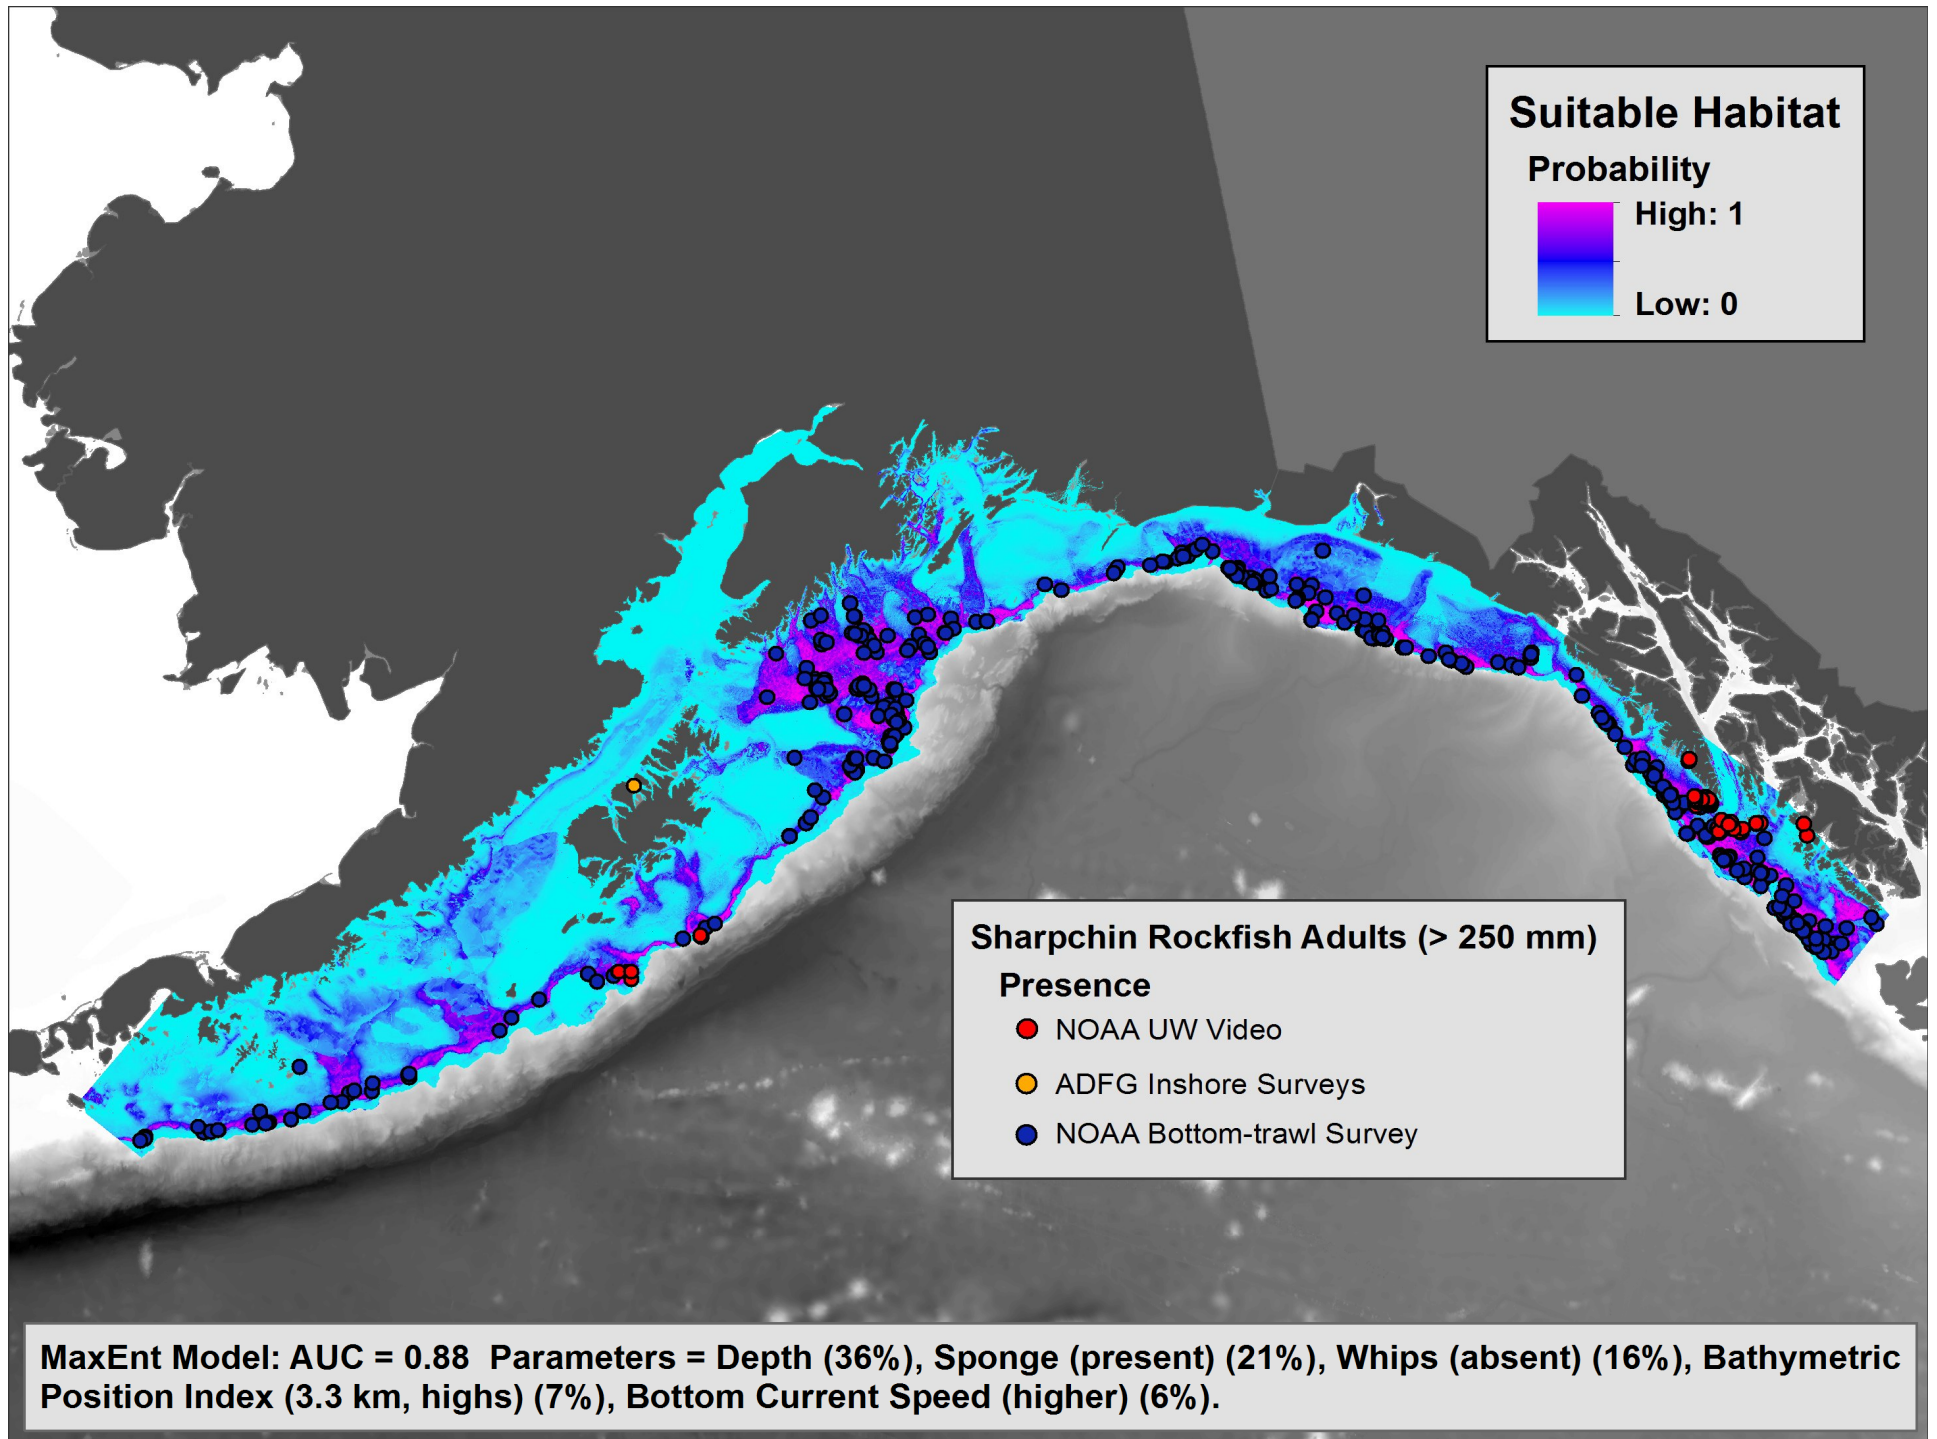 Suitable Habitat
Probability
High: 1
Low: 0
Sharpchin Rockfish Adults (> 250 mm)
Presence
NOAA UW Video
ADFG Inshore Surveys
NOAA Bottom-trawl Survey
MaxEnt Model: AUC = 0.88 Parameters = Depth (36%), Sponge (present) (21%), Whips (absent) (16%), Bathymetric
Position Index (3.3 km, highs) (7%), Bottom Current Speed (higher) (6%).